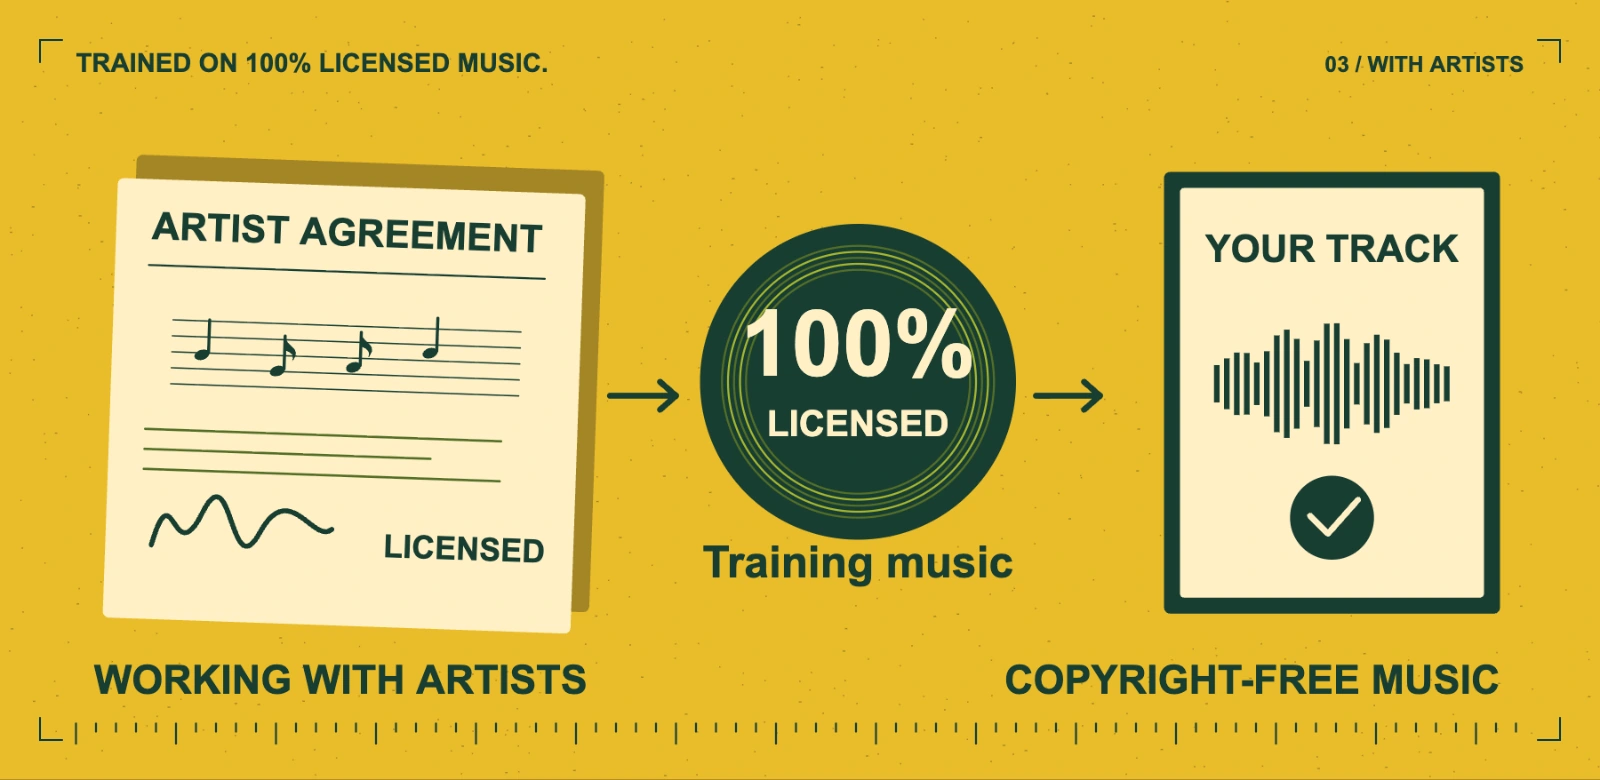 TRAINED ON 100% LICENSED MUSIC.
03 / WITH ARTISTS
ARTIST AGREEMENT
LICENSED
100%
LICENSED
Training music
YOUR TRACK
WORKING WITH ARTISTS
COPYRIGHT-FREE MUSIC